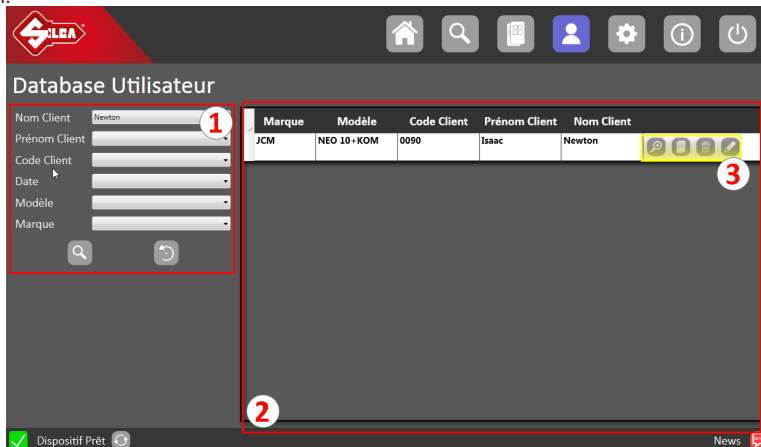 SILCA
Database Utilisateur
Nom Client Newton 1
Prénom Client
Code Client
Date
Modèle
Marque
Marque Modèle Code Client Prénom Client Nom Client
JCM NEO 10+KOM 0090 Isaac Newton
3
2
Dispositif Prêt News